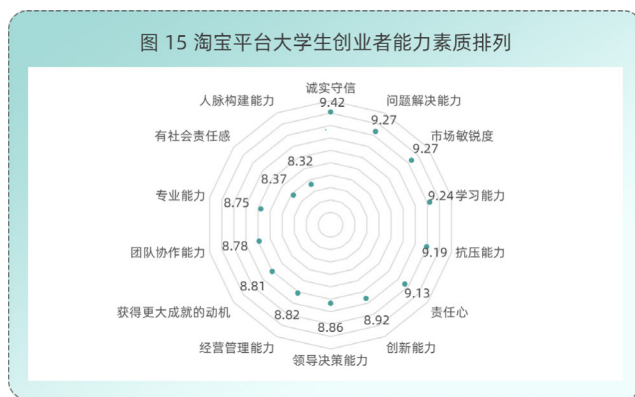 图 15 淘宝平台大学生创业者能力素质排列
诚实守信
9.42
问题解决能力
9.27
市场敏锐度
9.27
学习能力
9.24
抗压能力
9.19
责任心
9.13
创新能力
8.92
领导决策能力
8.86
经营管理能力
8.82
获得更大成就的动机
8.81
团队协作能力
8.78
专业能力
8.75
有社会责任感
8.37
人脉构建能力
8.32